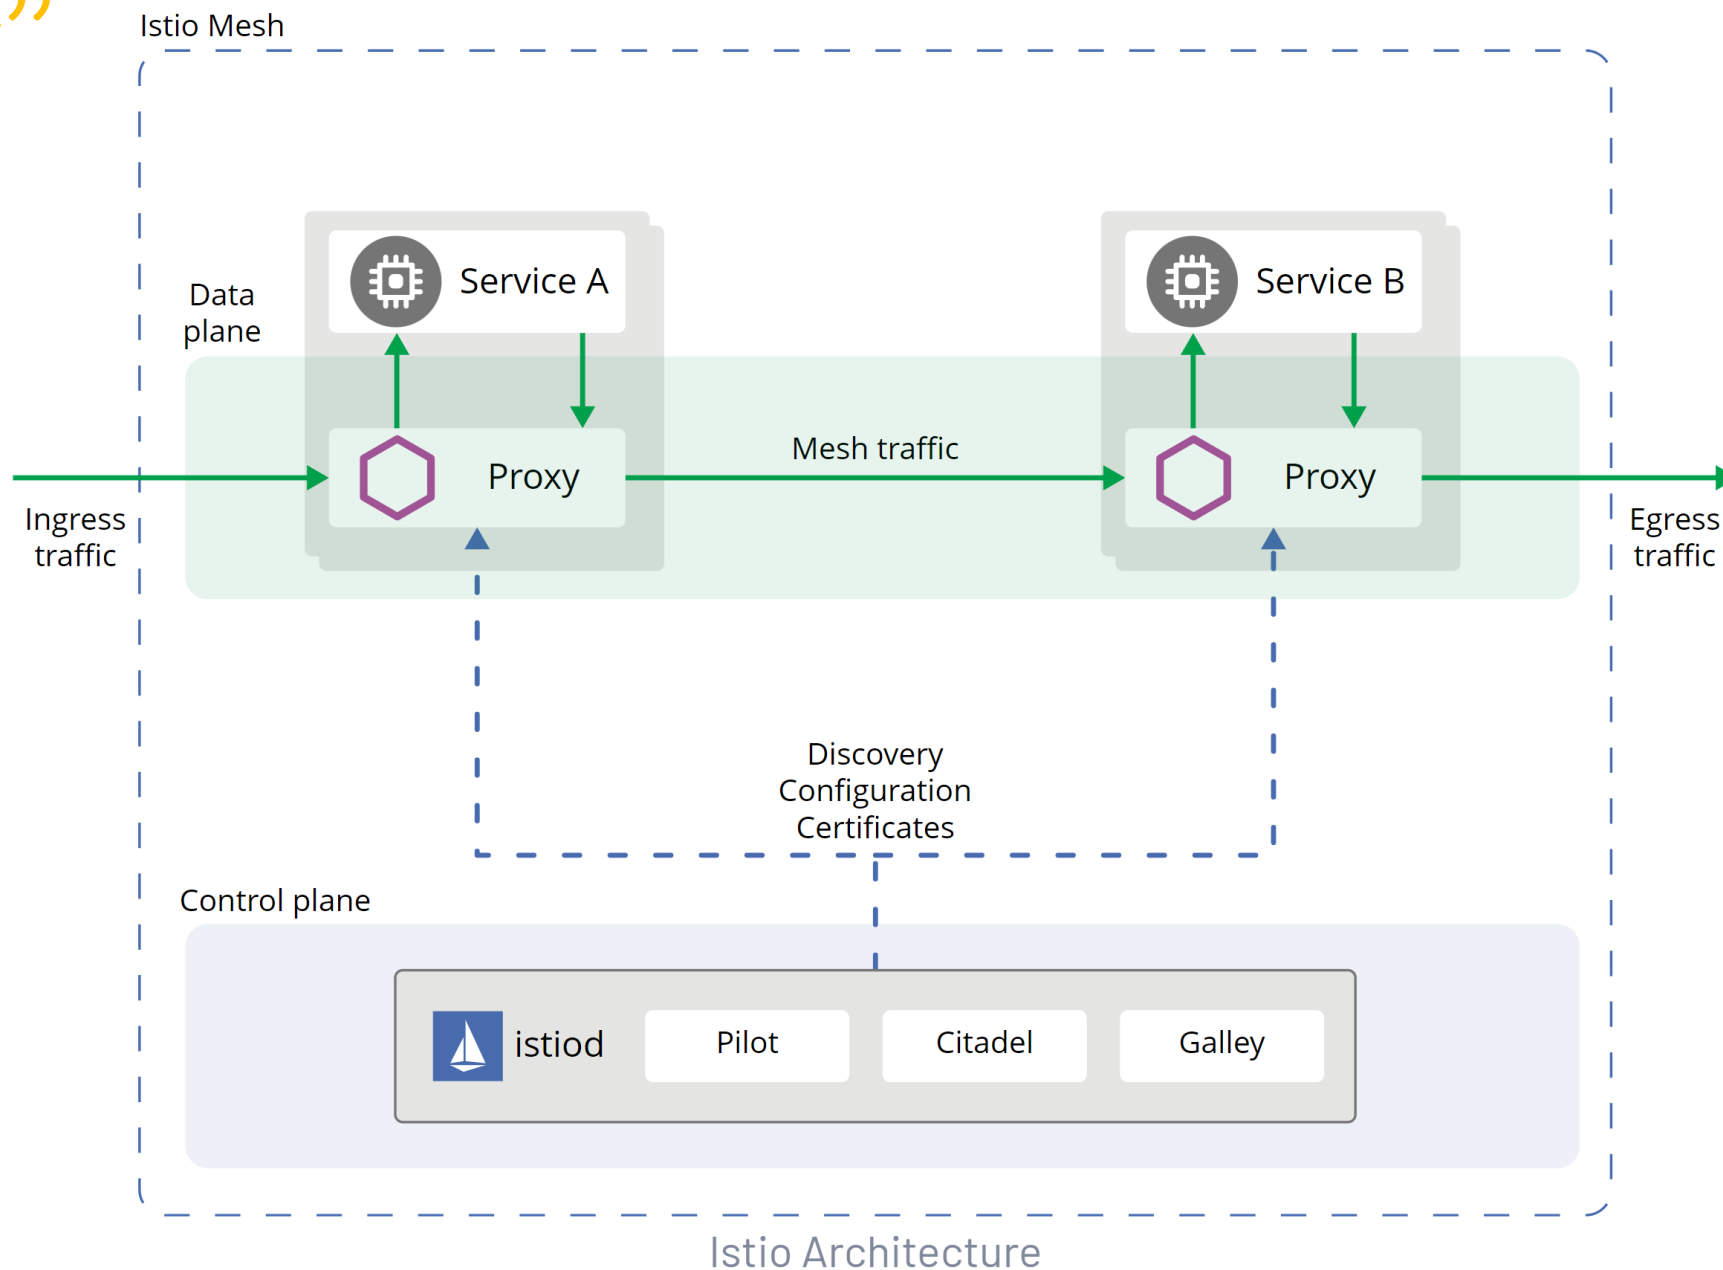 ”
Istio Mesh
Service A
Service B
Data
plane
Mesh traffic
Proxy
Proxy
Ingress
traffic
Egress
traffic
Discovery
Configuration
Certificates
Control plane
istiod
Pilot
Citadel
Galley
Istio Architecture